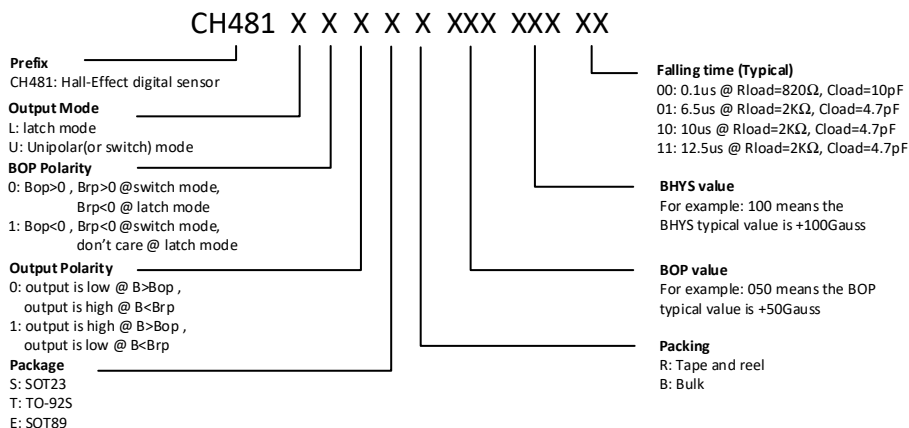 CH481 X X X X X XXX XXX XX
Prefix
CH481: Hall-Effect digital sensor
Output Mode
L: latch mode
U: Unipolar(or switch) mode
BOP Polarity
0: Bop>0 , Brp>0 @switch mode,
Brp<0 @ latch mode
1: Bop<0 , Brp<0 @switch mode,
don't care @ latch mode
Output Polarity
0: output is low @ B>Bop ,
output is high @ B<Brp
1: output is high @ B>Bop ,
output is low @ B<Brp
Package
S: SOT23
T: TO-92S
E: SOT89
Falling time (Typical)
00: 0.1us @ Rload=820Ω, Cload=10pF
01: 6.5us @ Rload=2KΩ, Cload=4.7pF
10: 10us @ Rload=2KΩ, Cload=4.7pF
11: 12.5us @ Rload=2KΩ, Cload=4.7pF
BHYS value
For example: 100 means the
BHYS typical value is +100Gauss
BOP value
For example: 050 means the BOP
typical value is +50Gauss
Packing
R: Tape and reel
B: Bulk